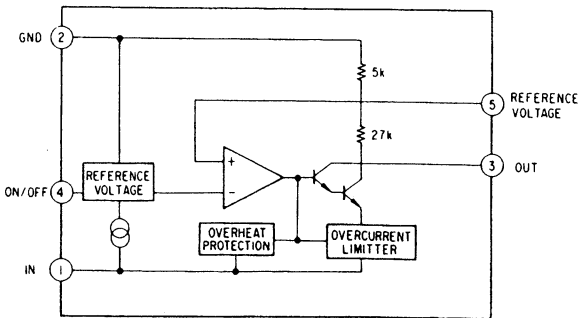 GND 2
5k
5 REFERENCE
VOLTAGE
27k
3 OUT
+
REFERENCE
VOLTAGE
ON/OFF 4
-
OVERHEAT
PROTECTION
OVERCURRENT
LIMITTER
IN 1